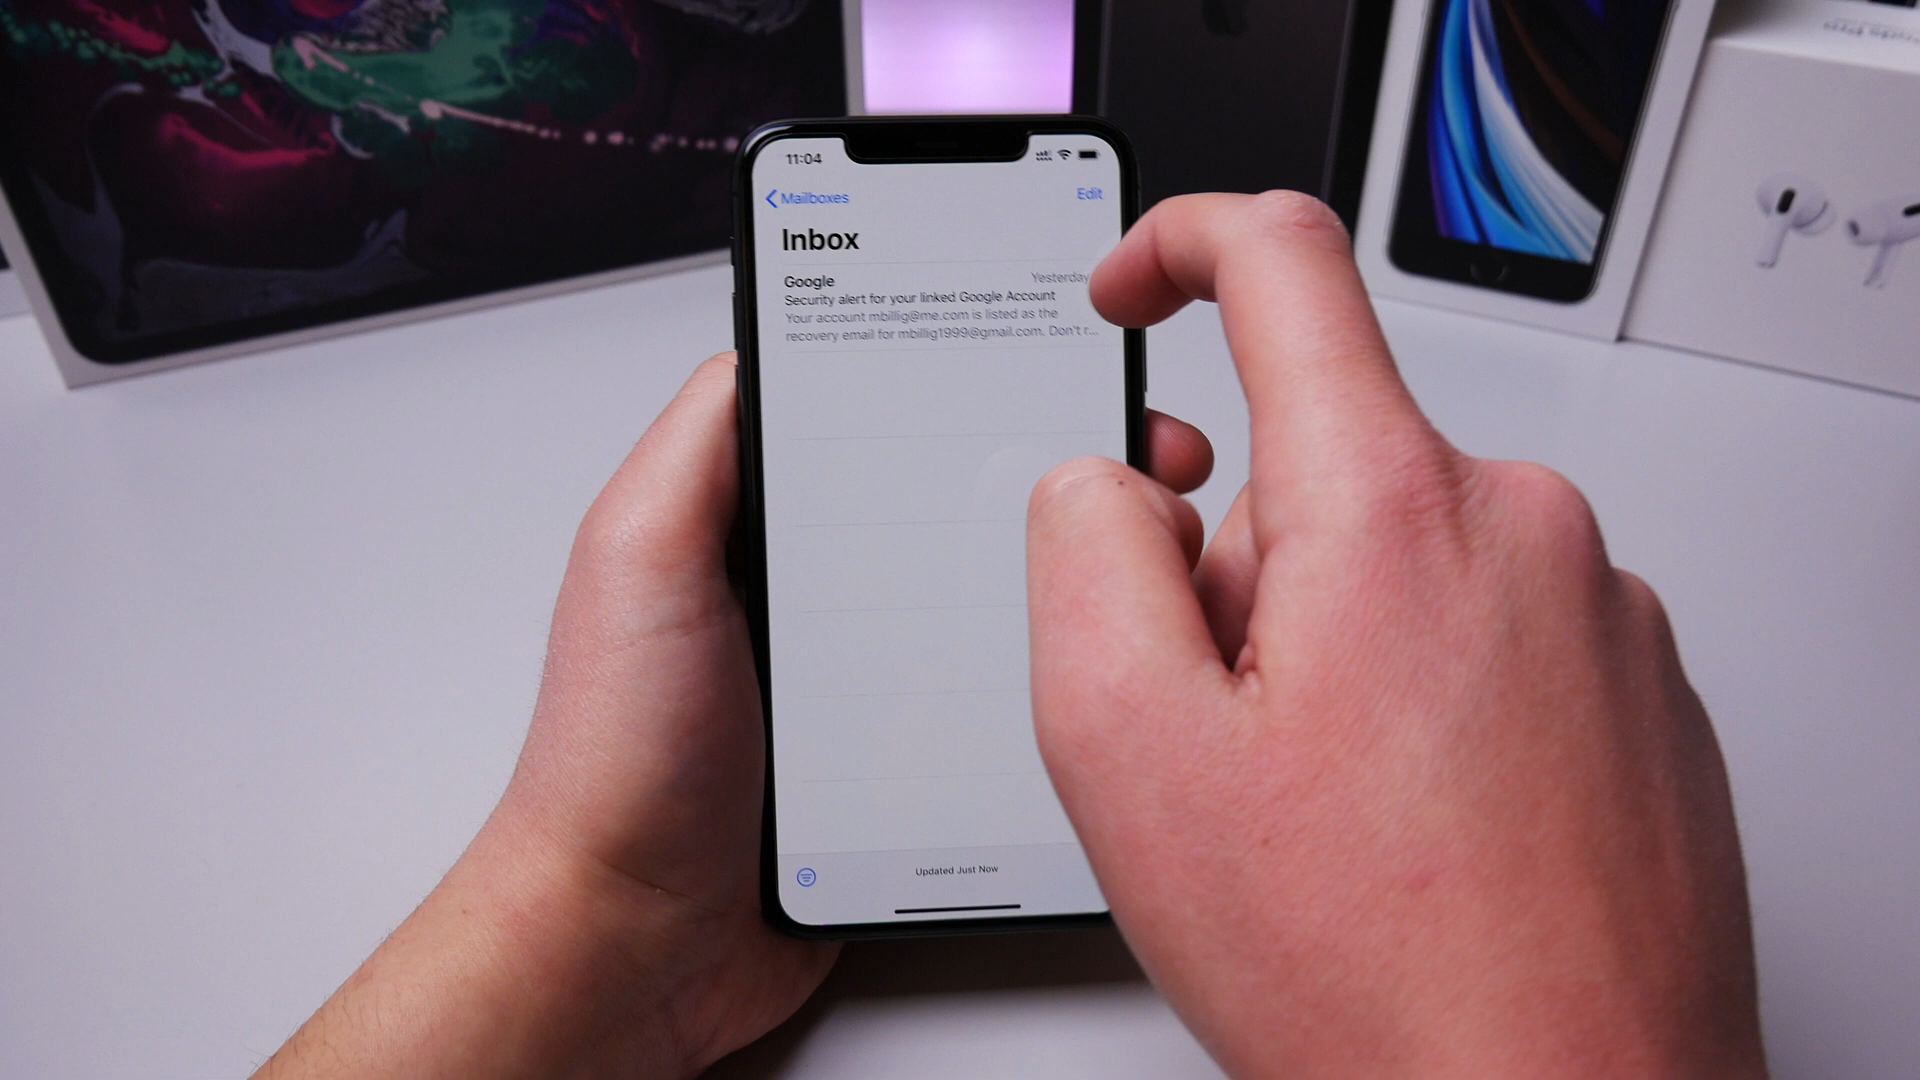 11:04
Mailboxes
Edit
Inbox
Google
Yesterday
Security alert for your linked Google Account
Your account mbillig@me.com is listed as the
recovery email for mbillig1999@gmail.com. Don't r...
Updated Just Now